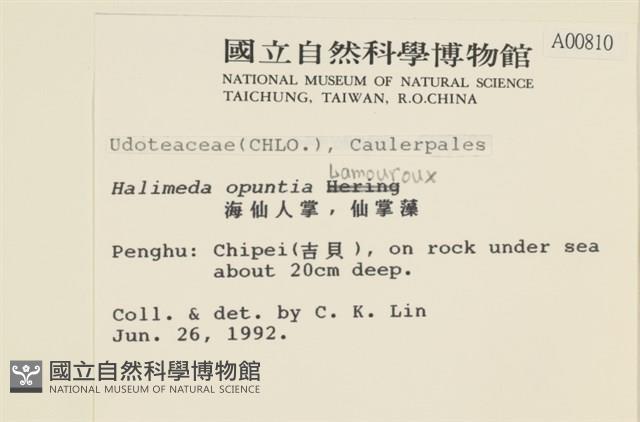 國立自然科學博物館
A00810
NATIONAL MUSEUM OF NATURAL SCIENCE
TAICHUNG, TAIWAN, R.O.CHINA
Udoteaceae(CHLO.), Caulerpales
Lamouroux
Halimeda opuntia Hering
海仙人掌，仙掌藻
Penghu: Chipei(吉貝), on rock under sea
about 20cm deep.
Coll. & det. by C. K. Lin
Jun. 26, 1992.
國立自然科學博物館
NATIONAL MUSEUM OF NATURAL SCIENCE